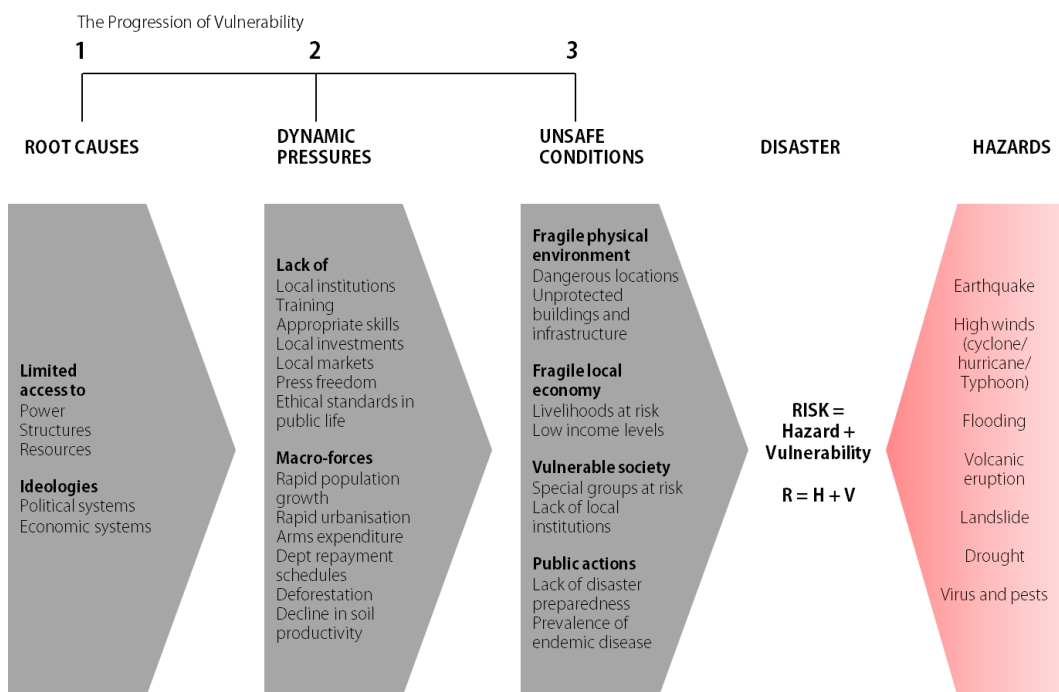 The Progression of Vulnerability
1
2
3
ROOT CAUSES
DYNAMIC
PRESSURES
UNSAFE
CONDITIONS
DISASTER
HAZARDS
Limited
access to
Power
Structures
Resources
Ideologies
Political systems
Economic systems
Lack of
Local institutions
Training
Appropriate skills
Local investments
Local markets
Press freedom
Ethical standards in
public life
Macro-forces
Rapid population
growth
Rapid urbanisation
Arms expenditure
Dept repayment
schedules
Deforestation
Decline in soil
productivity
Fragile physical
environment
Dangerous locations
Unprotected
buildings and
infrastructure
Fragile local
economy
Livelihoods at risk
Low income levels
Vulnerable society
Special groups at risk
Lack of local
institutions
Public actions
Lack of disaster
preparedness
Prevalence of
endemic disease
RISK =
Hazard +
Vulnerability
R = H + V
Earthquake
High winds
(cyclone/
hurricane/
Typhoon)
Flooding
Volcanic
eruption
Landslide
Drought
Virus and pests